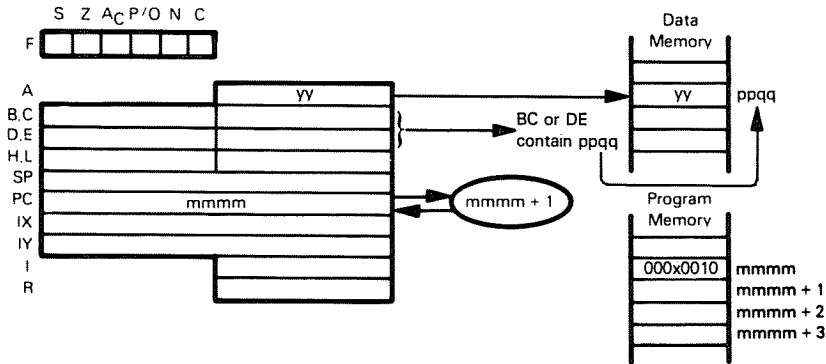 S Z AC P/O N C
F
Data
Memory
A
yy
yy
ppqq
B,C
D,E
H,L
BC or DE
contain ppqq
SP
PC
mmmm
mmmm + 1
IX
IY
I
R
Program
Memory
000x0010
mmmm
mmmm + 1
mmmm + 2
mmmm + 3